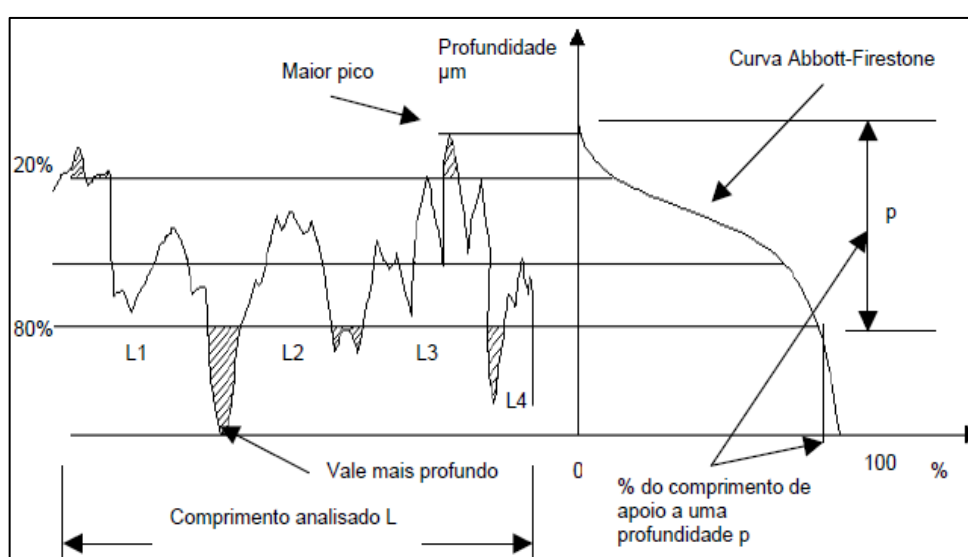 Profundidade
µm
Maior pico
Curva Abbott-Firestone
20%
p
80%
L1
L2
L3
L4
Vale mais profundo
0
100
%
Comprimento analisado L
% do comprimento de
apoio a uma
profundidade p